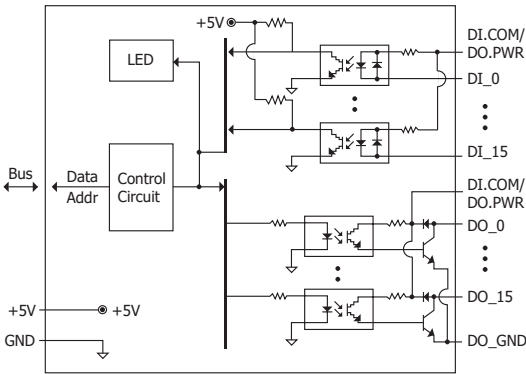 +5V
DI.COM/
DO.PWR
LED
DI_0
DI_15
Bus
Data
Addr
Control
Circuit
DI.COM/
DO.PWR
DO_0
DO_15
+5V
+5V
GND
DO_GND